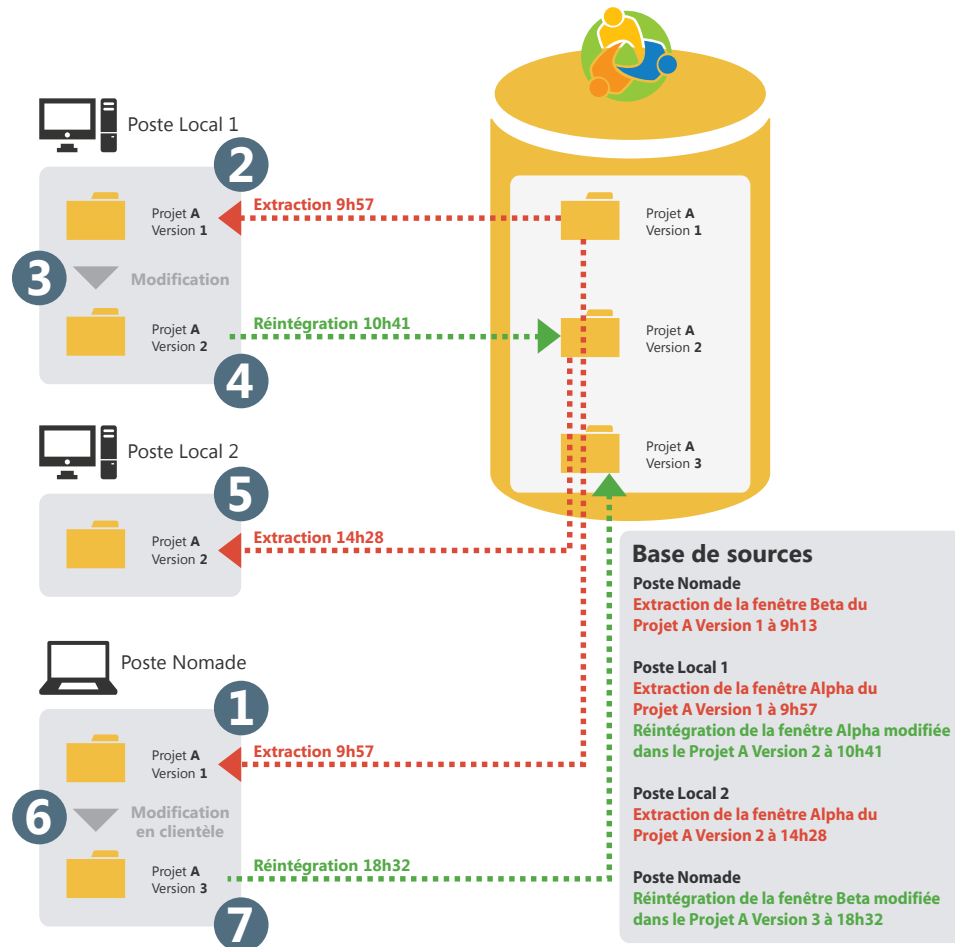 Poste Local 1
2
Extraction 9h57
Projet A
Version 1
Projet A
Version 1
3
Modification
Projet A
Version 2
Réintégration 10h41
Projet A
Version 2
4
Poste Local 2
Projet A
Version 3
5
Projet A
Version 2
Extraction 14h28
Poste Nomade
1
Projet A
Version 1
Extraction 9h57
6
Modification
en clientèle
Projet A
Version 3
Réintégration 18h32
7
Base de sources
Poste Nomade
Extraction de la fenêtre Beta du
Projet A Version 1 à 9h13
Poste Local 1
Extraction de la fenêtre Alpha du
Projet A Version 1 à 9h57
Réintégration de la fenêtre Alpha modifiée
dans le Projet A Version 2 à 10h41
Poste Local 2
Extraction de la fenêtre Alpha du
Projet A Version 2 à 14h28
Poste Nomade
Réintégration de la fenêtre Beta modifiée
dans le Projet A Version 3 à 18h32